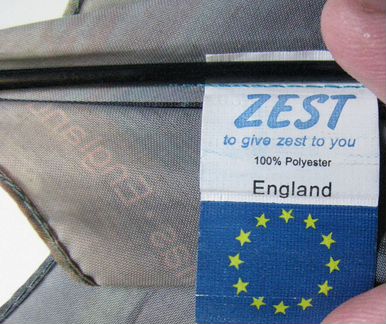 ZEST
to give zest to you
100% Polyester
England